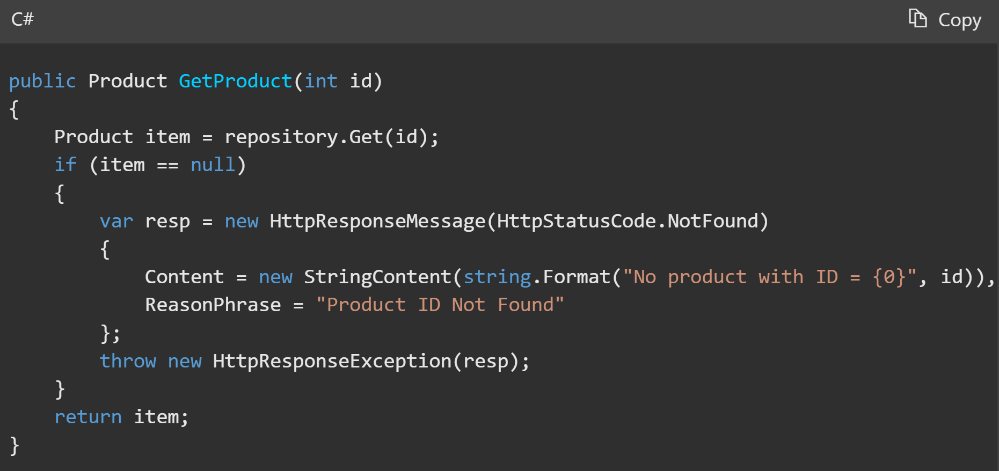 C#
Copy
public Product GetProduct(int id)
{
    Product item = repository.Get(id);
    if (item == null)
    {
        var resp = new HttpResponseMessage(HttpStatusCode.NotFound)
        {
            Content = new StringContent(string.Format("No product with ID = {0}", id)),
            ReasonPhrase = "Product ID Not Found"
        };
        throw new HttpResponseException(resp);
    }
    return item;
}